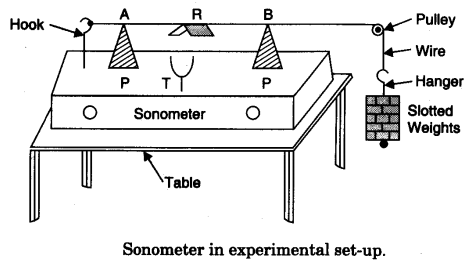 Hook
A
R
B
Pulley
Wire
Hanger
P
T
P
Sonometer
Slotted
Weights
Table
Sonometer in experimental set-up.